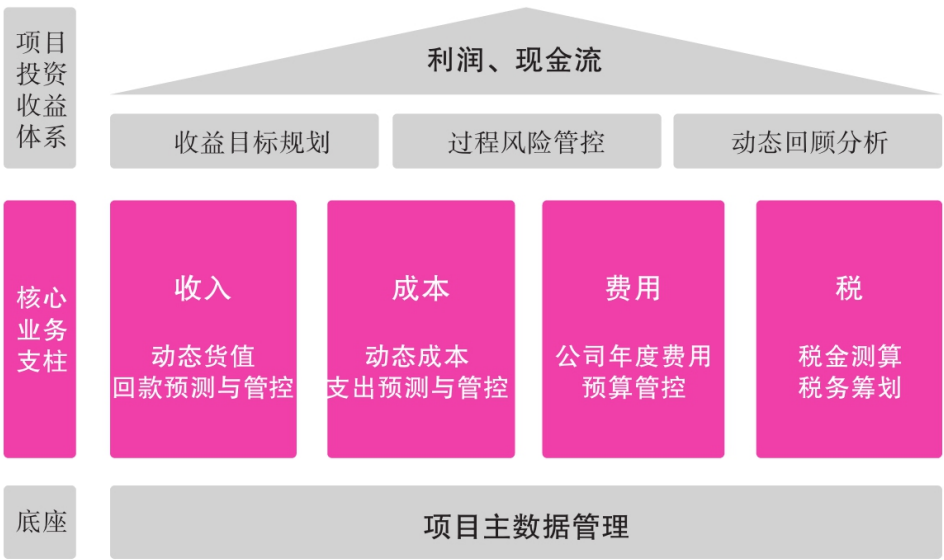 项目
投资
收益
体系
利润、现金流
收益目标规划
过程风险管控
动态回顾分析
核心
业务
支柱
收入
动态货值
回款预测与管控
成本
动态成本
支出预测与管控
费用
公司年度费用
预算管控
税
税金测算
税务筹划
底座
项目主数据管理